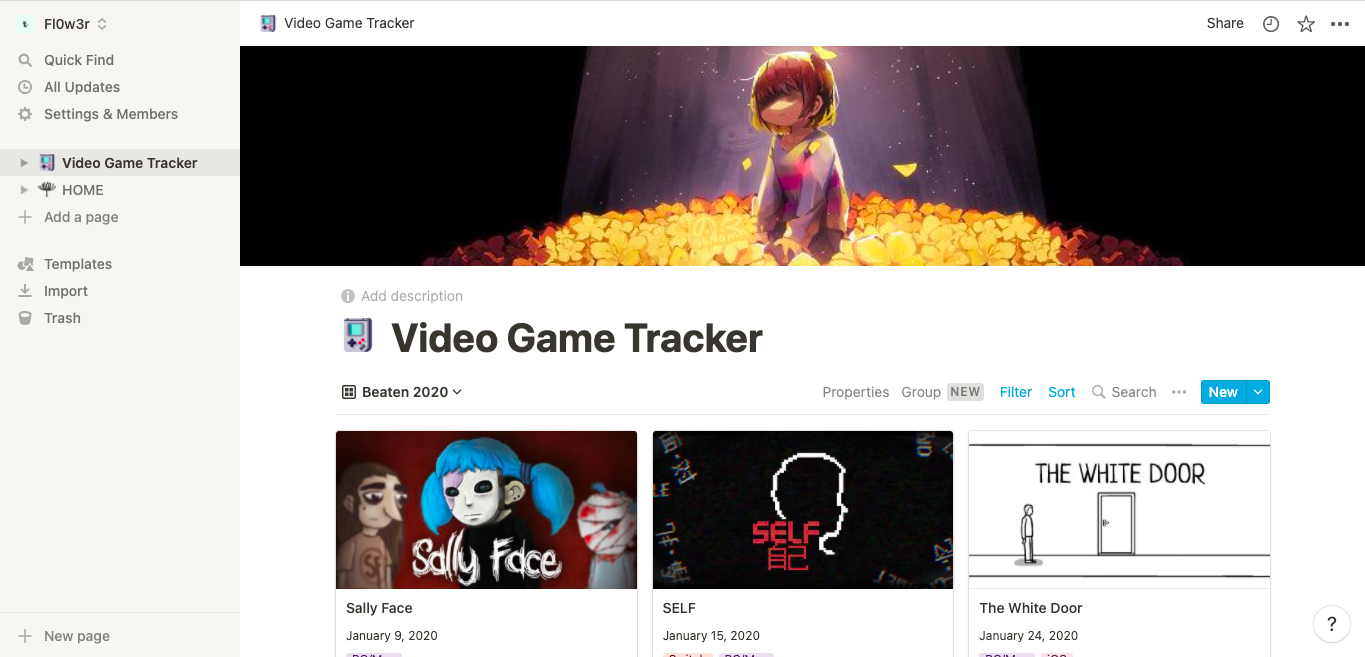 Fl0w3r
Quick Find
All Updates
Settings & Members
Video Game Tracker
HOME
Add a page
Templates
Import
Trash
New page
Video Game Tracker
Share
Add description
Video Game Tracker
Beaten 2020
Properties Group NEW Filter Sort Search New
Sally Face
SELF
自己
THE WHITE DOOR
Sally Face
January 9, 2020
SELF
January 15, 2020
The White Door
January 24, 2020
?